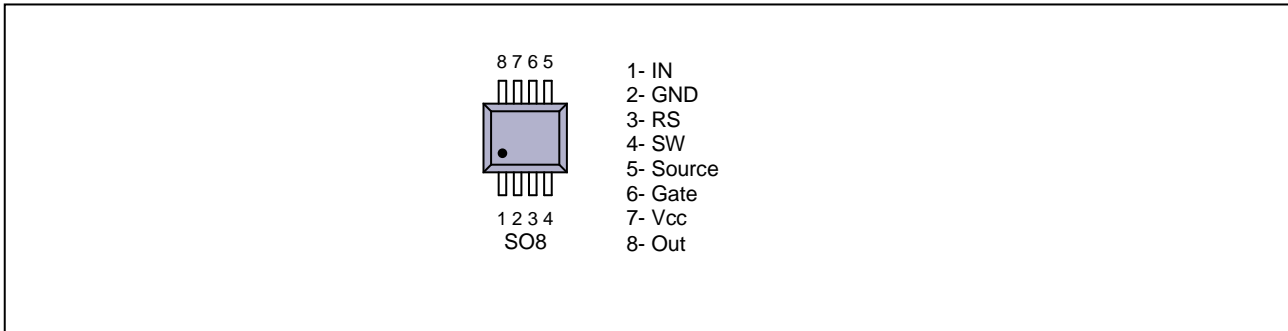 8 7 6 5
1 2 3 4
SO8
1- IN
2- GND
3- RS
4- SW
5- Source
6- Gate
7- Vcc
8- Out